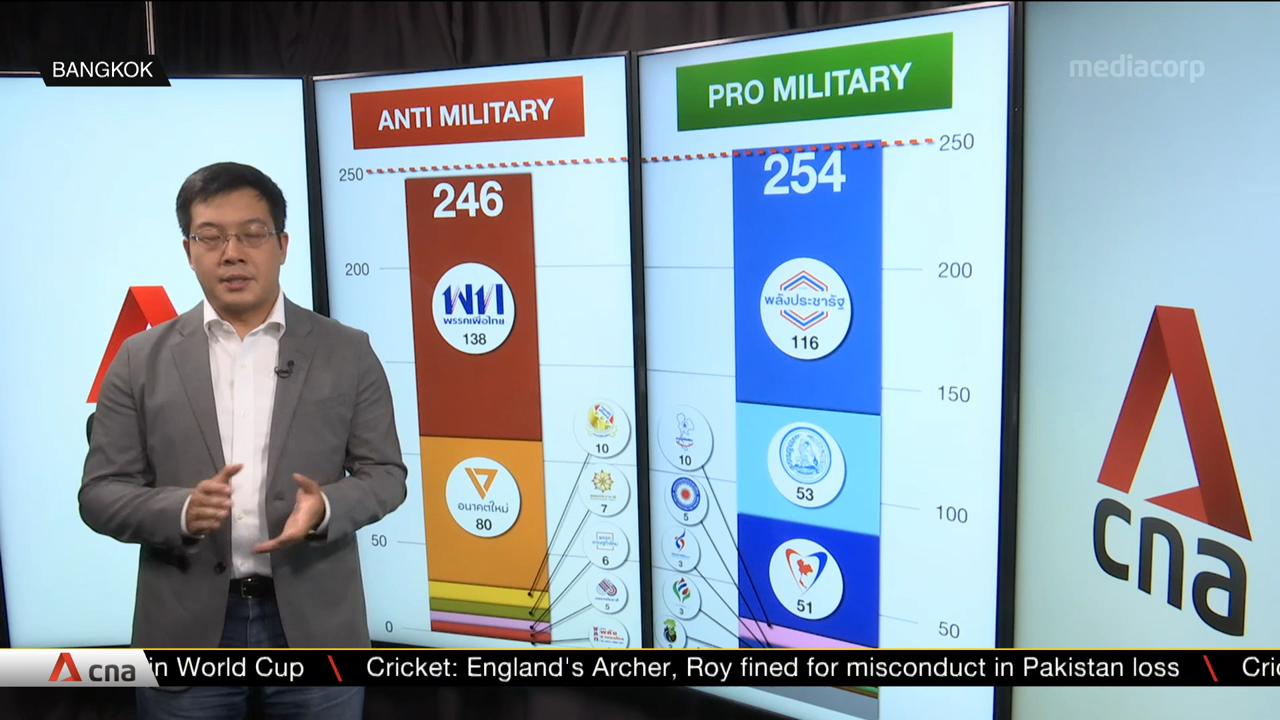 BANGKOK
mediacorp
ANTI MILITARY
PRO MILITARY
250
250
246
254
200
200
พท
พรรคเพื่อไทย
138
พลังประชารัฐ
116
150
10
10
อนาคตใหม่
80
7
53
5
100
50
6
3
5
3
51
0
50
cna
cna
in World Cup \ Cricket: England's Archer, Roy fined for misconduct in Pakistan loss \ Cri